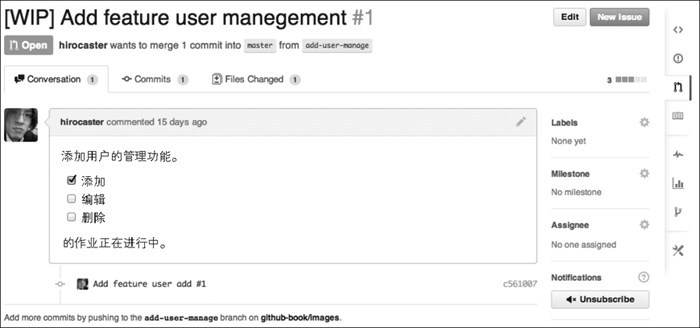 [WIP] Add feature user manegement #1
Edit
New Issue
Open
hirocaster wants to merge 1 commit into master from add-user-manage
Conversation 1
Commits 1
Files Changed 1
3
hirocaster commented 15 days ago
添加用户的管理功能。
添加
编辑
删除
的作业正在进行中。
Add feature user add #1
c561007
Labels
None yet
Milestone
No milestone
Assignee
No one assigned
Notifications
Unsubscribe
Add more commits by pushing to the add-user-manage branch on github-book/images.